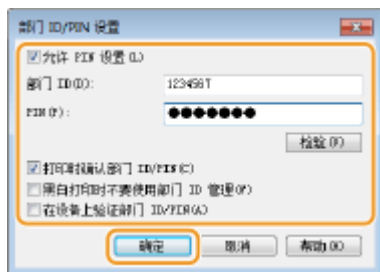 部门 ID/PIN 设置
允许 PIN 设置(L)
部门 ID(D): 1234567
PIN(P): ●●●●●●●
检验(V)
打印时确认部门 ID/PIN(C)
黑白打印时不要使用部门 ID 管理(W)
在设备上验证部门 ID/PIN(A)
确定 取消 帮助(H)